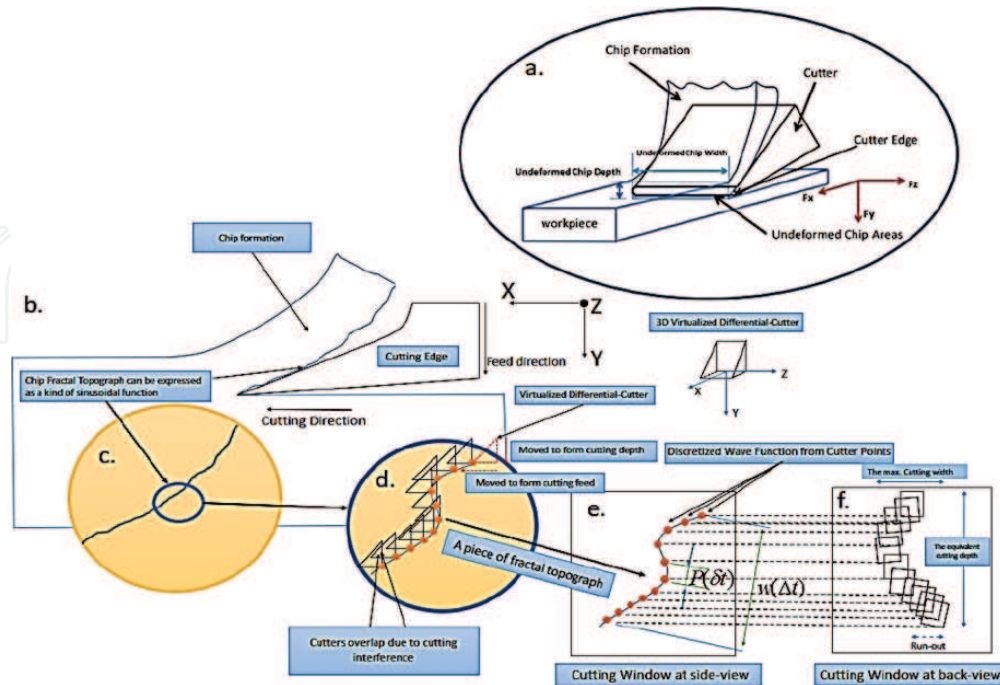 a.
Chip Formation
Cutter
Undeformed Chip Width
Cutter Edge
Undeformed Chip Depth
Fz
Fx
Fy
workpiece
Undeformed Chip Areas
Chip formation
b.
X
Z
Y
3D Virtualized Differential-Cutter
Cutting Edge
Feed direction
Z
X
Y
Chip Fractal Topograph can be expressed
as a kind of sinusoidal function
Virtualized Differential-Cutter
Cutting Direction
c.
d.
Moved to form cutting depth
Moved to form cutting feed
Discretized Wave Function from Cutter
Points
The max. Cutting width
e.
f.
The equivalent
cutting depth
A piece of fractal topograph
P(δt)
w(Δt)
Cutters overlap due to cutting
interference
Run-out
Cutting Window at side-view
Cutting Window at back-view